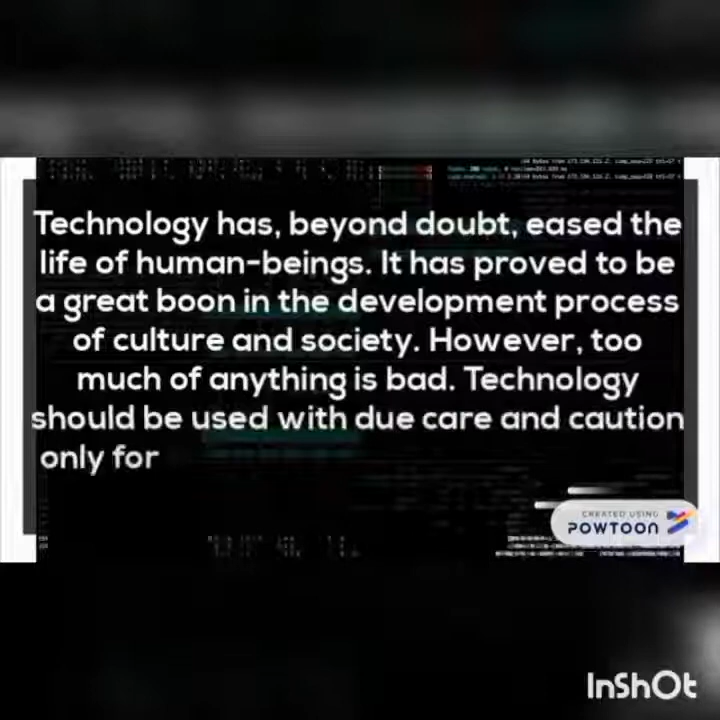 Technology has, beyond doubt, eased the
life of human-beings. It has proved to be
a great boon in the development process
of culture and society. However, too
much of anything is bad. Technology
should be used with due care and caution
only for
CREATED USING
POWTOON
InShOt